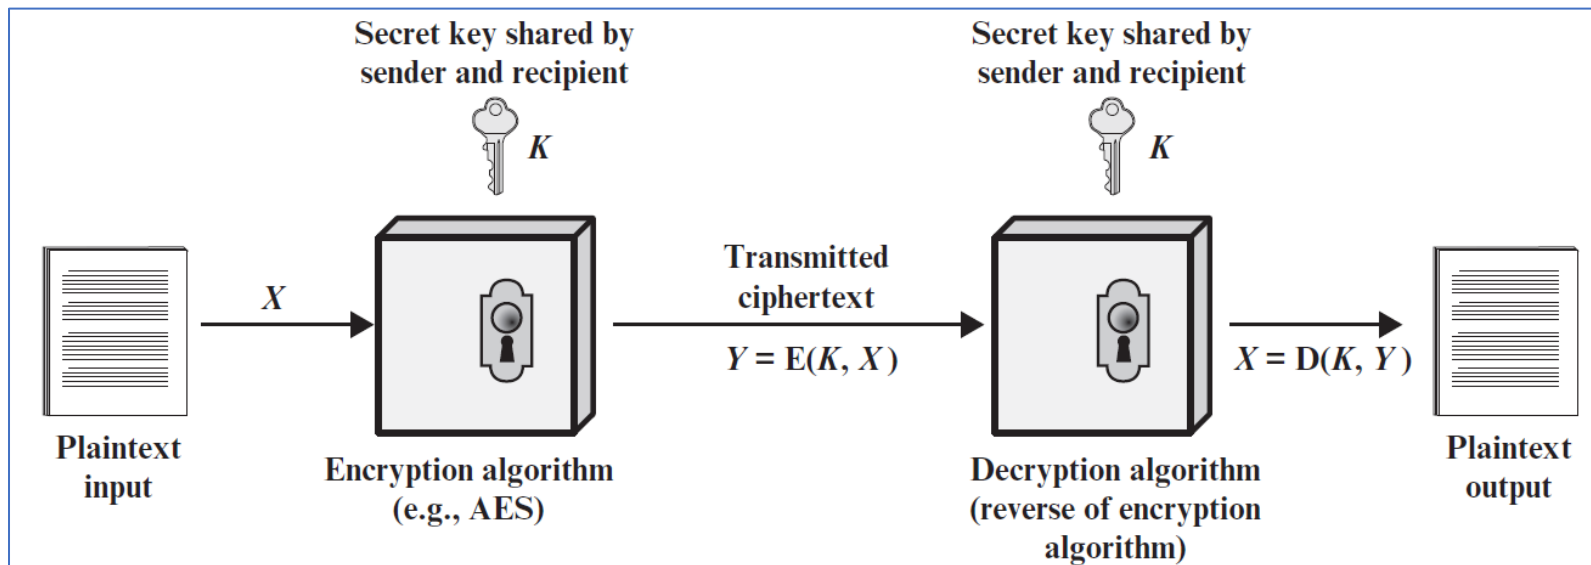 Secret key shared by
sender and recipient
K
Secret key shared by
sender and recipient
K
X
Transmitted
ciphertext
Y = E(K, X)
X = D(K, Y)
Plaintext
input
Encryption algorithm
(e.g., AES)
Decryption algorithm
(reverse of encryption
algorithm)
Plaintext
output